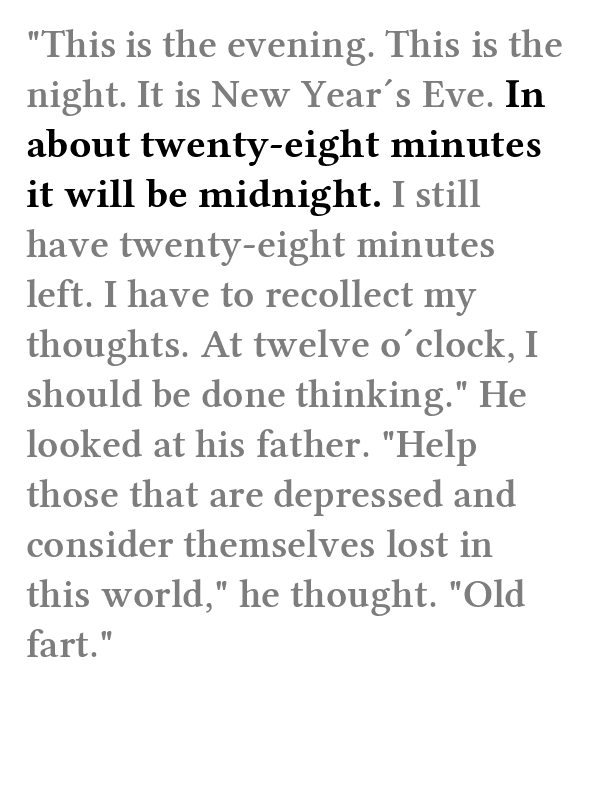 "This is the evening. This is the
night. It is New Year´s Eve. In
about twenty-eight minutes
it will be midnight. I still
have twenty-eight minutes
left. I have to recollect my
thoughts. At twelve o´clock, I
should be done thinking." He
looked at his father. "Help
those that are depressed and
consider themselves lost in
this world," he thought. "Old
fart."